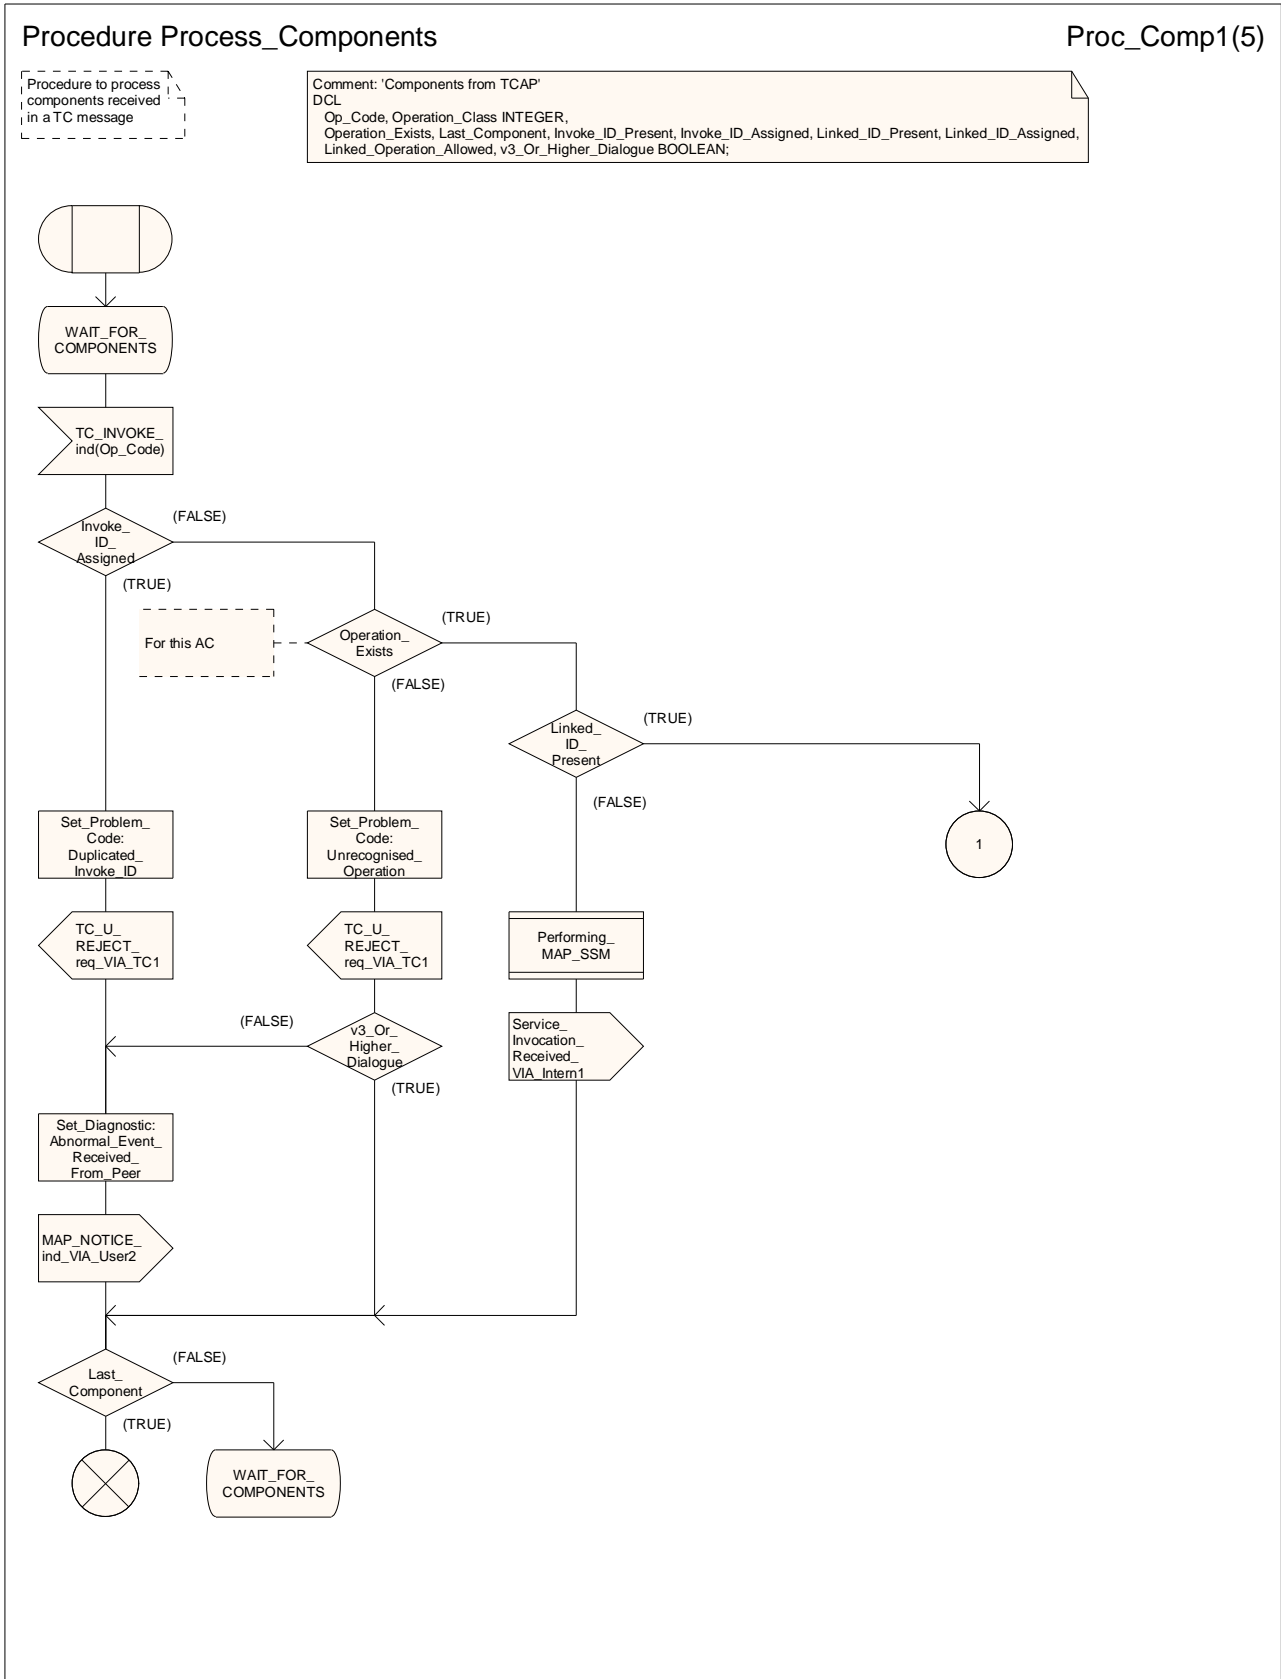 Procedure Process_Components
Proc_Comp1(5)
Procedure to process
components received
in a TC message
Comment: 'Components from TCAP'
DCL
Op_Code, Operation_Class INTEGER,
Operation_Exists, Last_Component, Invoke_ID_Present, Invoke_ID_Assigned, Linked_ID_Present, Linked_ID_Assigned,
Linked_Operation_Allowed, v3_Or_Higher_Dialogue BOOLEAN;
WAIT_FOR_
COMPONENTS
TC_INVOKE_
ind(Op_Code)
Invoke_
ID_
Assigned
(FALSE)
(TRUE)
For this AC
Operation_
Exists
(TRUE)
(FALSE)
Linked_
ID_
Present
(TRUE)
(FALSE)
1
Set_Problem_
Code:
Duplicated_
Invoke_ID
Set_Problem_
Code:
Unrecognised_
Operation
TC_U_
REJECT_
req_VIA_TC1
TC_U_
REJECT_
req_VIA_TC1
Performing_
MAP_SSM
(FALSE)
v3_Or_
Higher_
Dialogue
(TRUE)
Service_
Invocation_
Received_
VIA_Intern1
Set_Diagnostic:
Abnormal_Event_
Received_
From_Peer
MAP_NOTICE_
ind_VIA_User2
Last_
Component
(FALSE)
(TRUE)
WAIT_FOR_
COMPONENTS